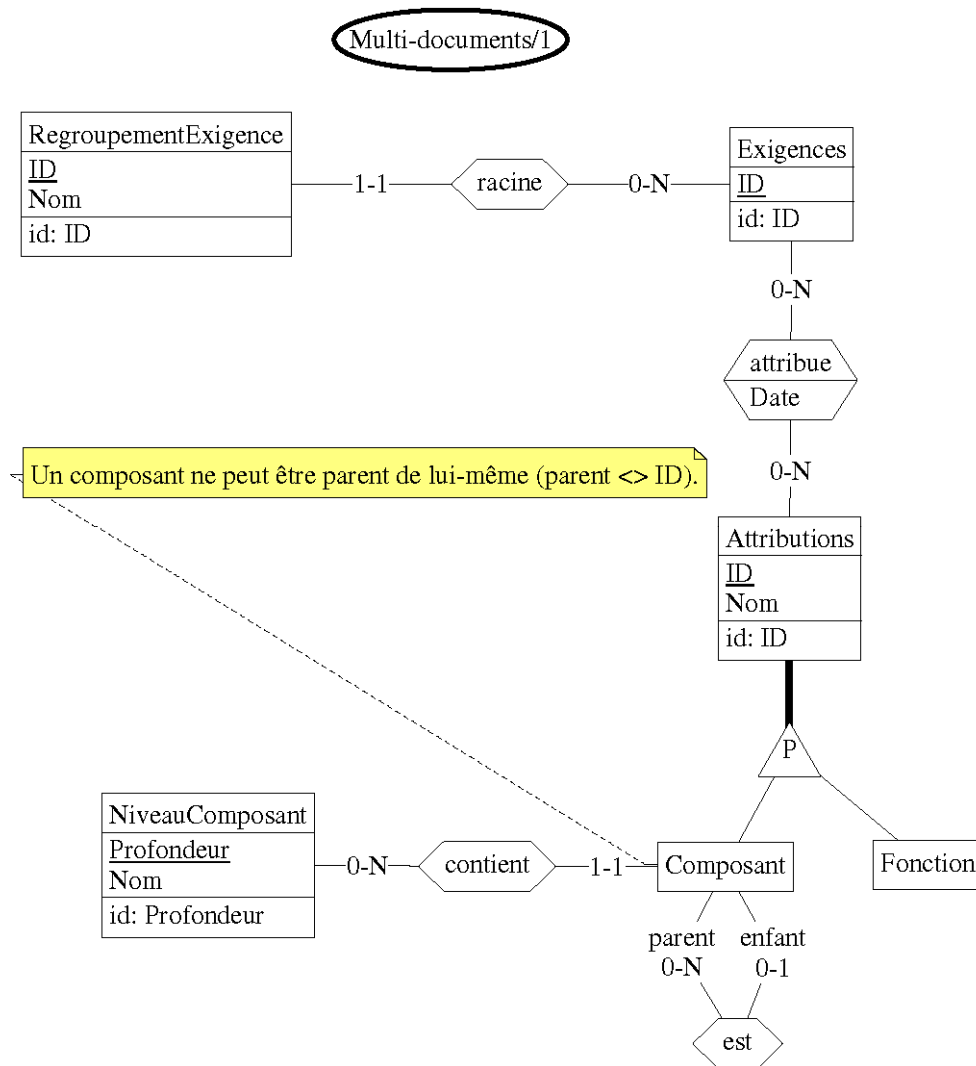 Multi-documents/1
RegroupementExigence
ID
Nom
id: ID
1-1
racine
0-N
Exigences
ID
id: ID
0-N
attribue
Date
0-N
Un composant ne peut être parent de lui-même (parent <> ID).
Attributions
ID
Nom
id: ID
P
NiveauComposant
Profondeur
Nom
id: Profondeur
0-N
contient
1-1
Composant
Fonction
parent
0-N
enfant
0-1
est